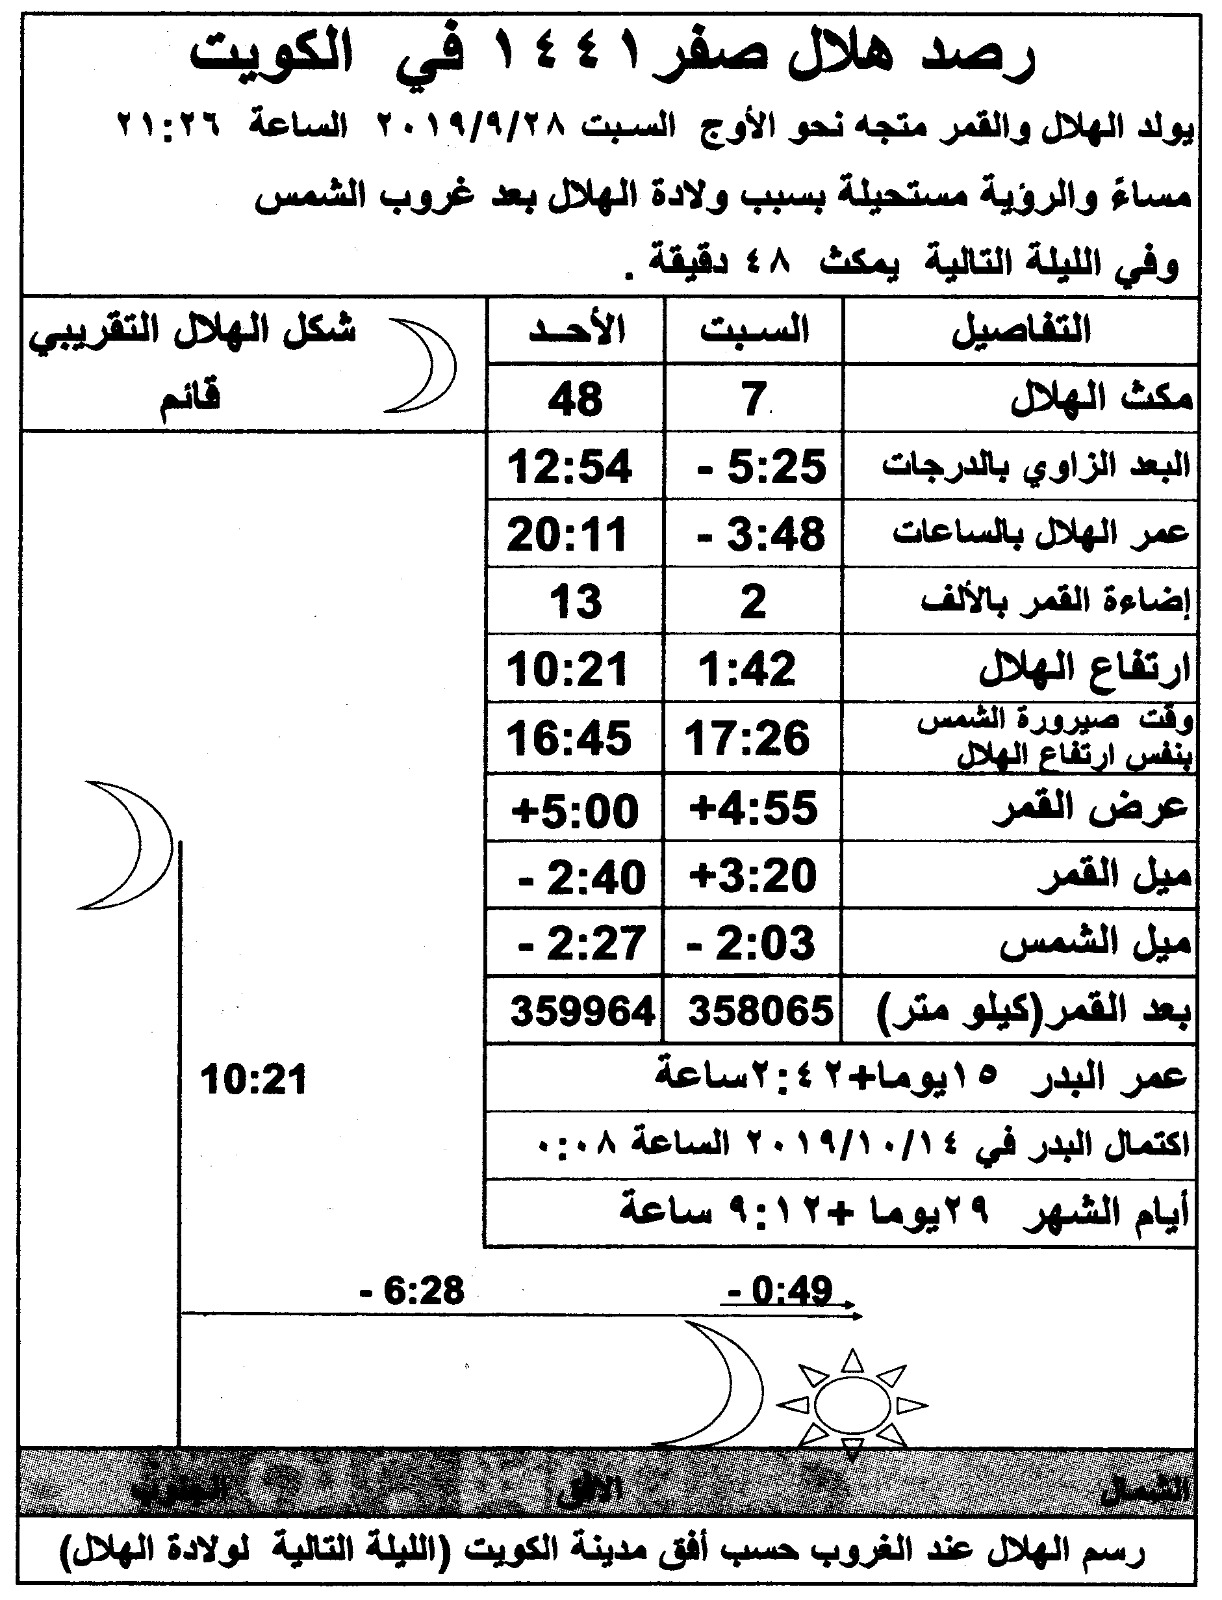 رصد هلال صفر ١٤٤١ في الكويت
يولد الهلال والقمر متجه نحو الأوج السبت ٢٠١٩/٩/٢٨ الساعة ٢١:٢٦
مساءً والرؤية مستحيلة بسبب ولادة الهلال بعد غروب الشمس
وفي الليلة التالية يمكث ٤٨ دقيقة .
التفاصيل السبت الأحد
شكل الهلال التقريبي
قائم
مكث الهلال 7 48
البعد الزاوي بالدرجات - 5:25 12:54
عمر الهلال بالساعات - 3:48 20:11
إضاءة القمر بالألف 2 13
ارتفاع الهلال 1:42 10:21
وقت صيرورة الشمس
بنفس ارتفاع الهلال 17:26 16:45
عرض القمر +4:55 +5:00
ميل القمر +3:20 - 2:40
ميل الشمس - 2:03 - 2:27
بعد القمر(كيلو متر) 358065 359964
عمر البدر ١٥يوما+٢:٤٢ساعة
اكتمال البدر في ٢٠١٩/١٠/١٤ الساعة ٠:٠٨
أيام الشهر ٢٩يوما +٩:١٢ ساعة
10:21
- 6:28
- 0:49
الشمال الافق الجنوب
رسم الهلال عند الغروب حسب أفق مدينة الكويت (الليلة التالية لولادة الهلال)